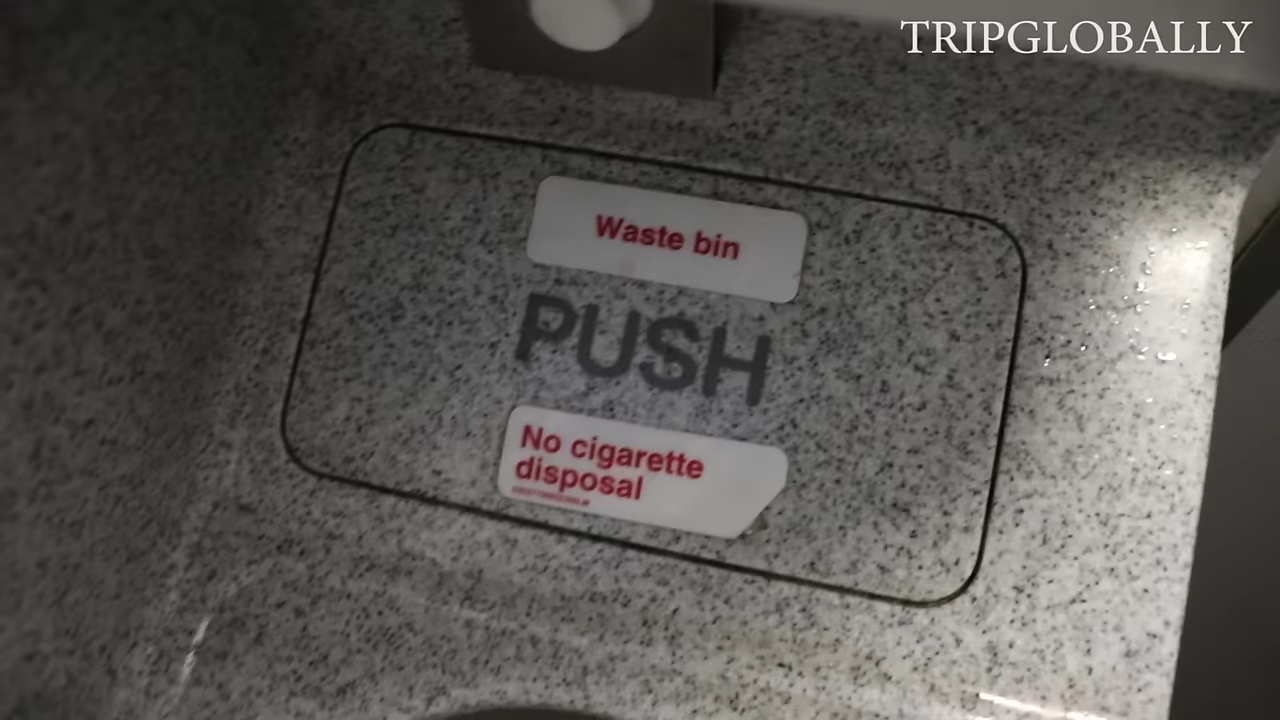 TRIPGLOBALLY
Waste bin
PUSH
No cigarette
disposal